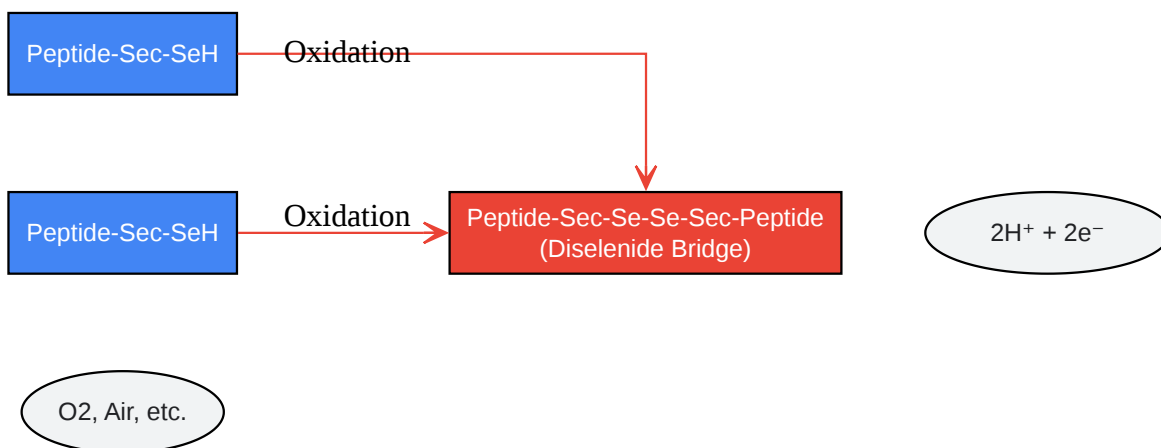 Peptide-Sec-SeH
Oxidation
Peptide-Sec-SeH
Oxidation
Peptide-Sec-Se-Se-Sec-Peptide
(Diselenide Bridge)
2H⁺ + 2e⁻
O2, Air, etc.